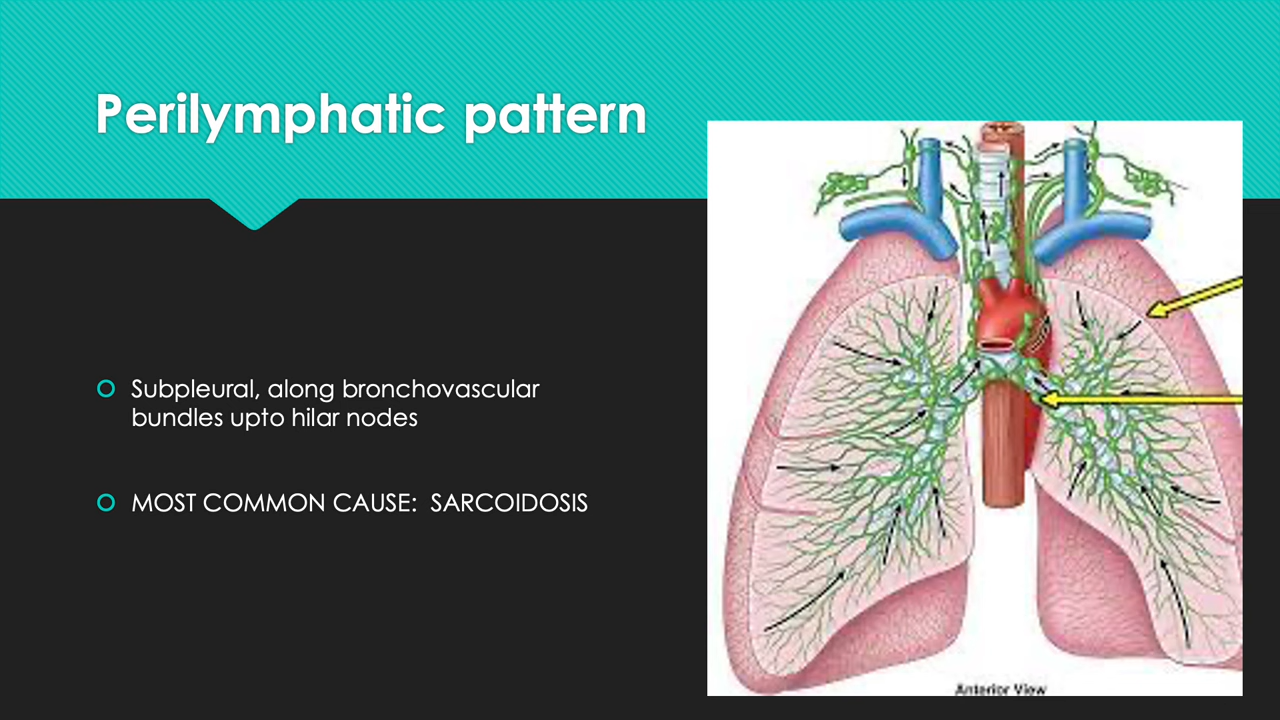 Perilymphatic pattern
Subpleural, along bronchovascular
bundles upto hilar nodes
MOST COMMON CAUSE: SARCOIDOSIS
Anterior View